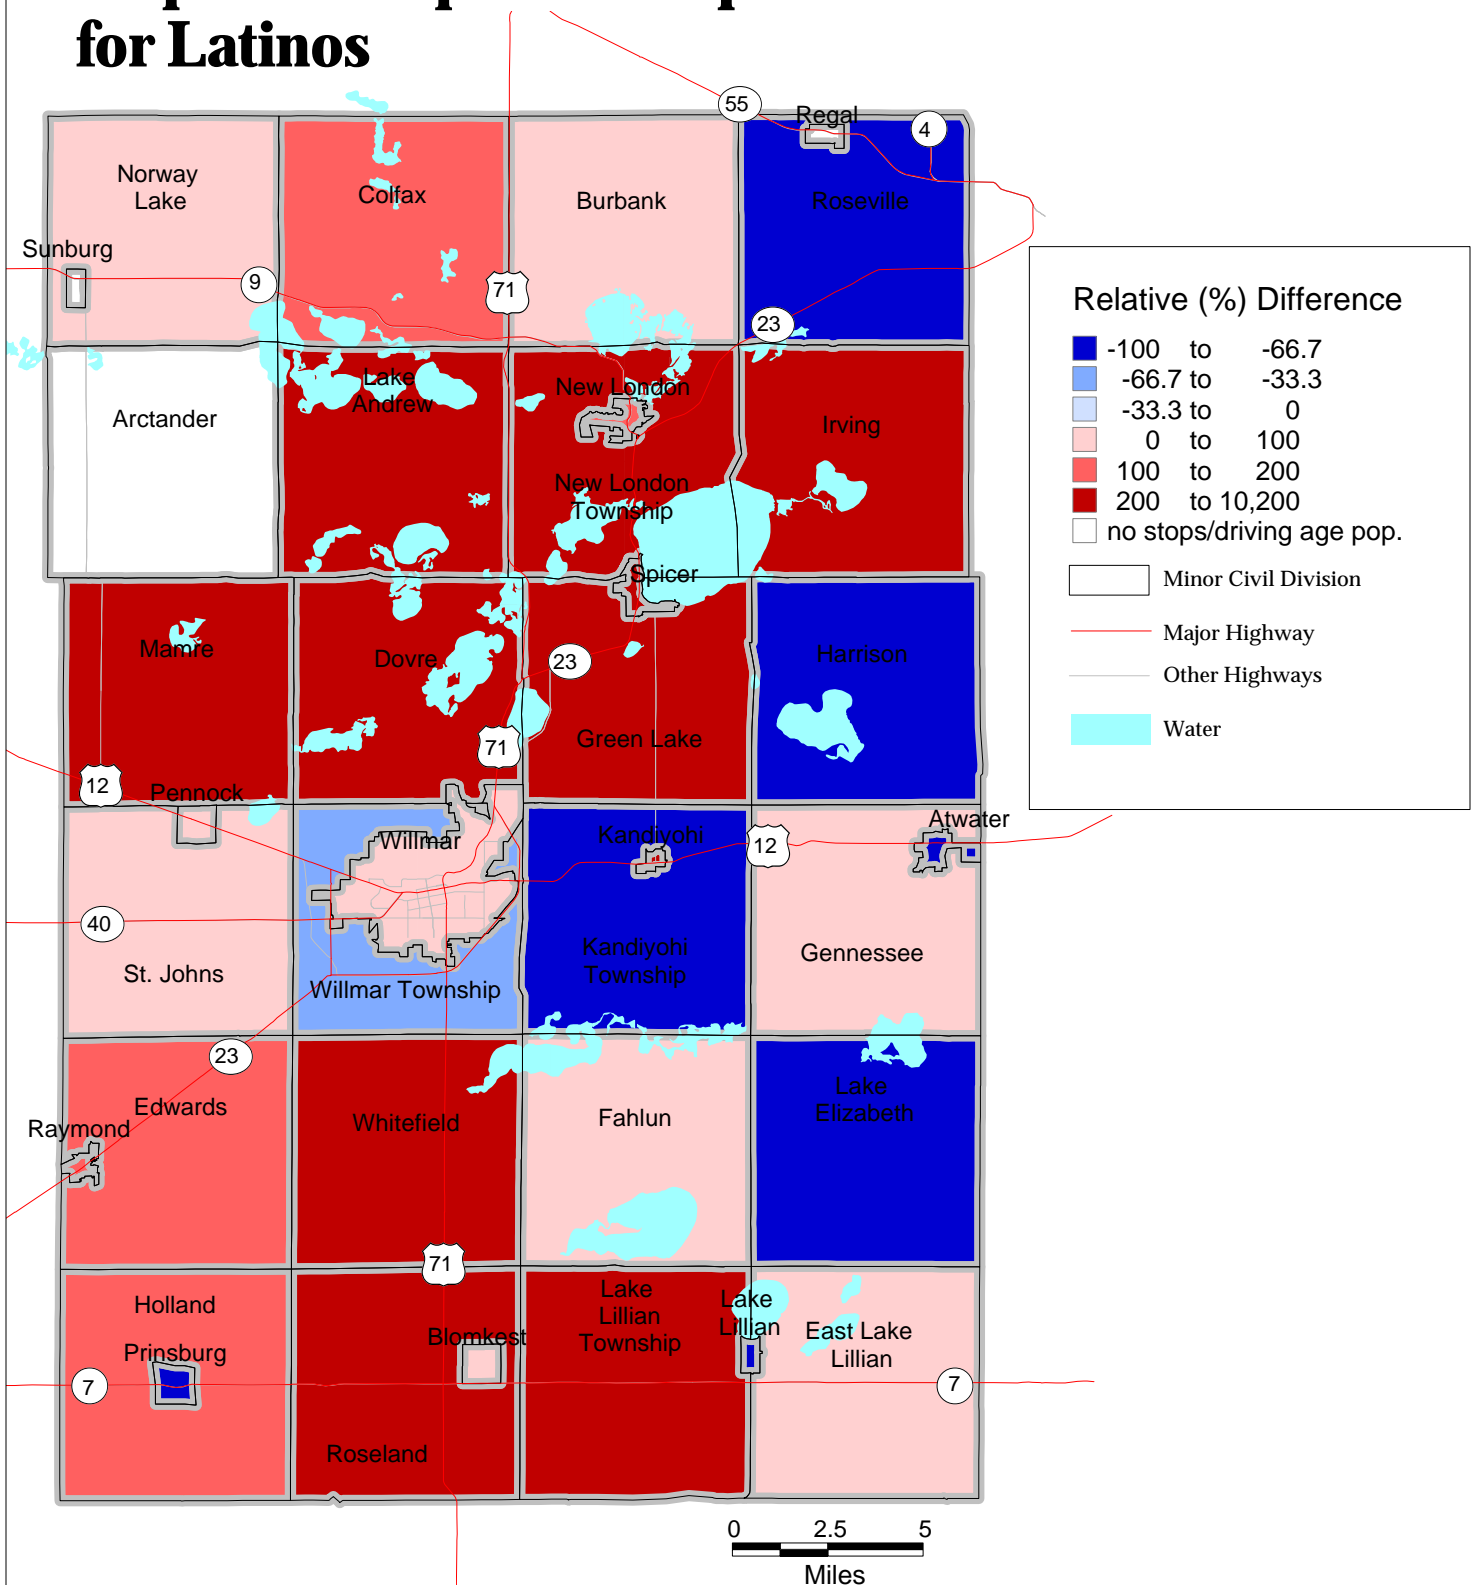 for Latinos
55
Regal
4
Norway
Lake
Colfax
Burbank
Roseville
Sunburg
9
71
23
Relative (%) Difference
-100 to -66.7
-66.7 to -33.3
-33.3 to 0
0 to 100
100 to 200
200 to 10,200
no stops/driving age pop.
Minor Civil Division
Major Highway
Other Highways
Water
Arctander
Lake
Andrew
New London
Irving
New London
Township
Spicer
Mamre
Dovre
23
Harrison
71
Green Lake
12
Pennock
Willmar
Kandiyohi
12
Atwater
40
St. Johns
Willmar Township
Kandiyohi
Township
Gennessee
23
Edwards
Raymond
Whitefield
Fahlun
Lake
Elizabeth
71
Holland
Prinsburg
7
Blomkest
Roseland
Lake
Lillian
Township
Lake
Lillian
East Lake
Lillian
7
0 2.5 5
Miles